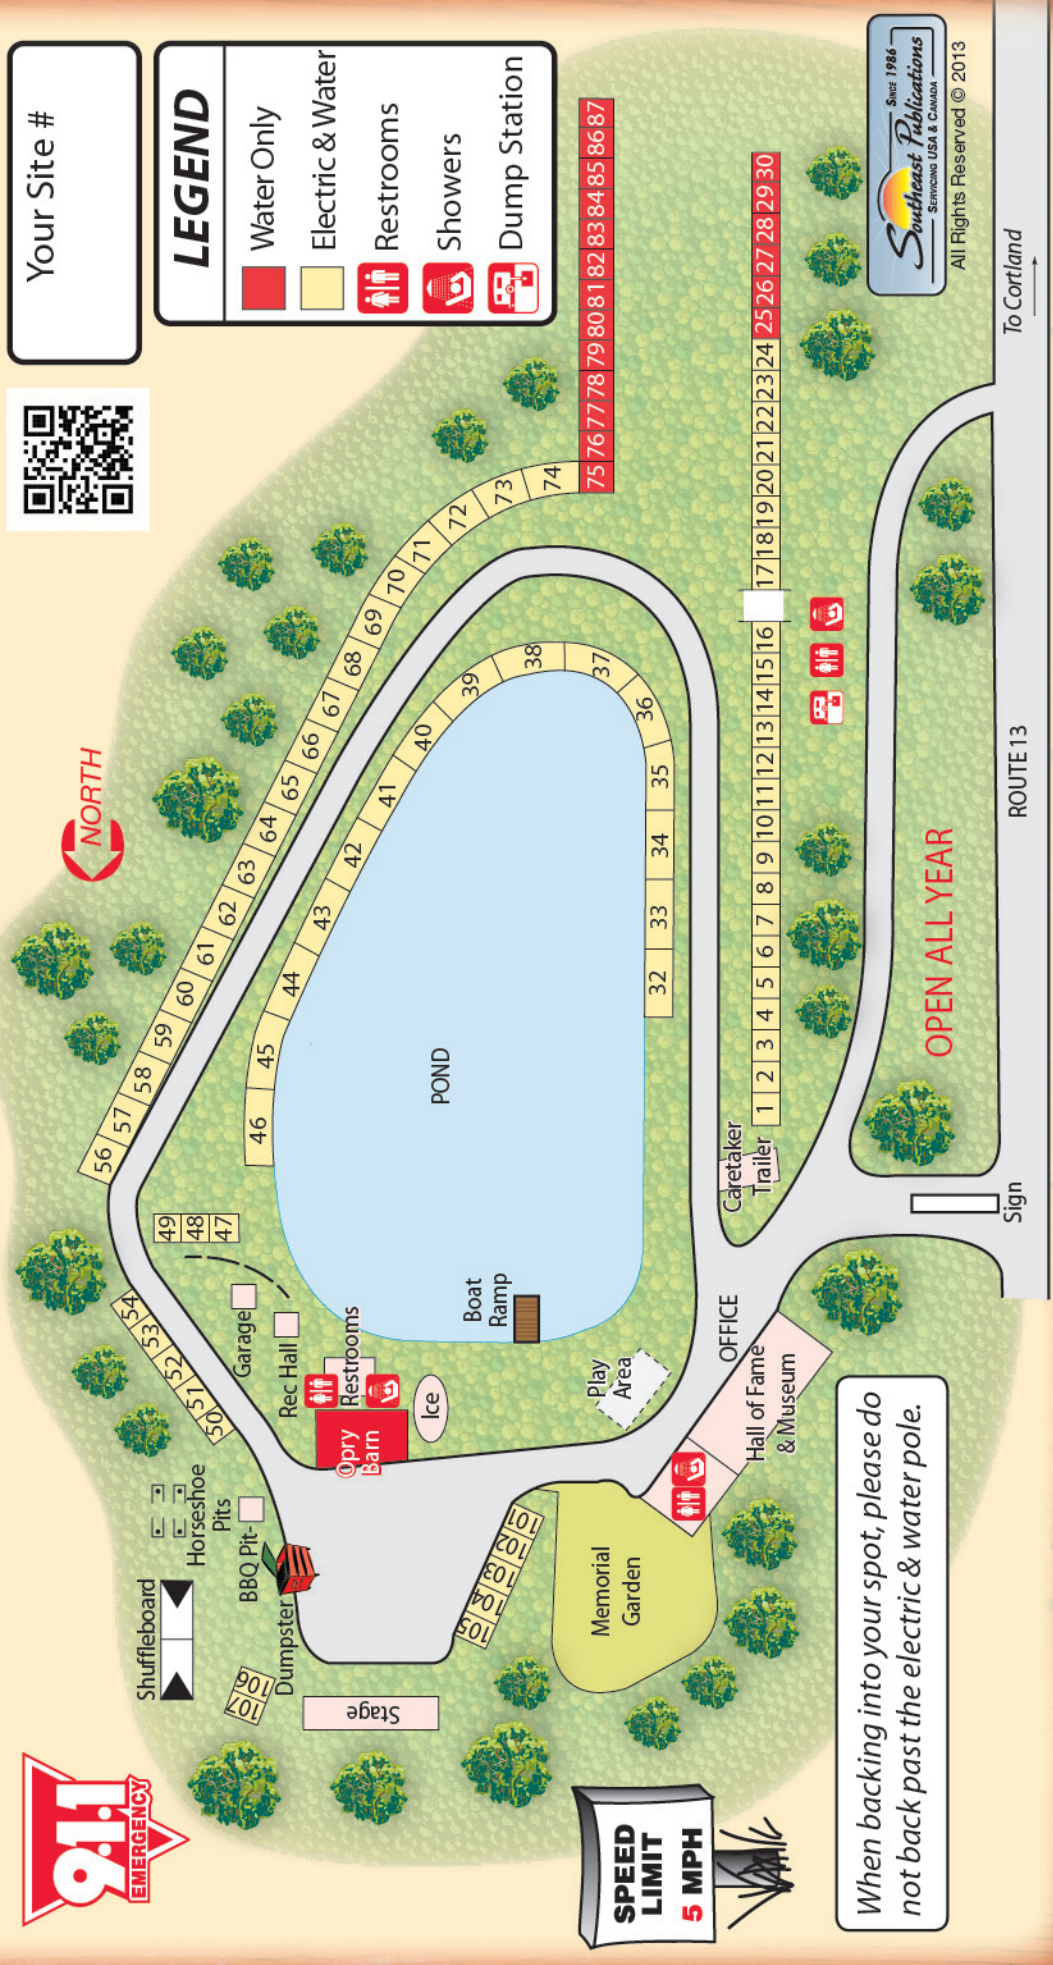 Your Site #
LEGEND
Water Only
Electric & Water
Restrooms
Showers
Dump Station
NORTH
9.1.1
EMERGENCY
Shuffleboard
Horseshoe
Pits
BBQ Pit
Dumpster
107
106
Stage
105
104
103
102
101
50
51
52
53
54
Garage
Rec Hall
Restrooms
Opry
Barn
Ice
49
48
47
56
57
58
59
60
61
62
63
64
65
66
67
68
69
70
71
72
73
74
75
76
77
78
79
80
81
82
83
84
85
86
87
46
45
44
43
42
41
40
39
38
37
36
35
34
33
32
POND
Boat
Ramp
Play
Area
Memorial
Garden
OFFICE
Hall of Fame
& Museum
Caretaker
Trailer
1
2
3
4
5
6
7
8
9
10
11
12
13
14
15
16
17
18
19
20
21
22
23
24
25
26
27
28
29
30
SPEED
LIMIT
5 MPH
When backing into your spot, please do
not back past the electric & water pole.
OPEN ALL YEAR
Sign
ROUTE 13
To Cortland
SINCE 1986
Southeast Publications
SERVICING USA & CANADA
All Rights Reserved © 2013